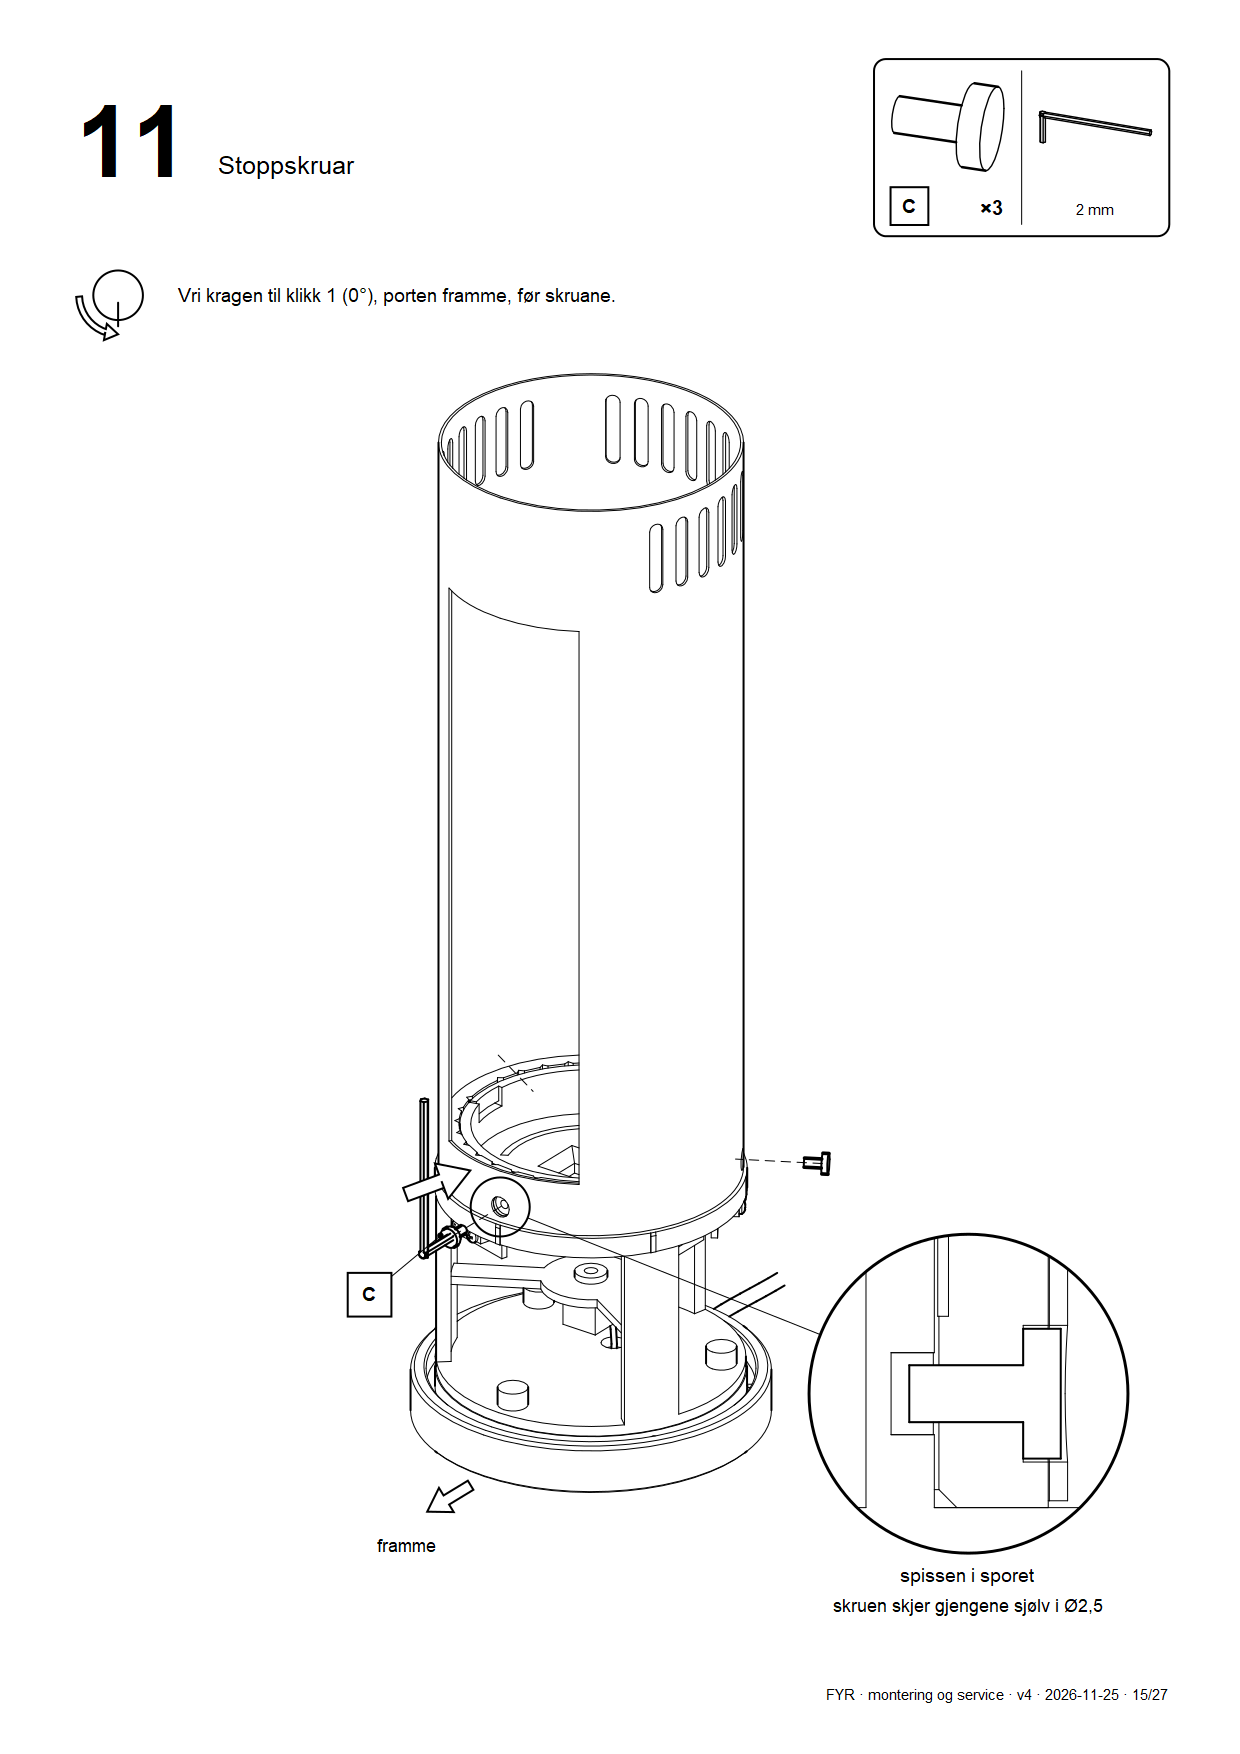 11
Stoppskruar
C
×3
2 mm
Vri kragen til klikk 1 (0°), porten framme, før skruane.
C
framme
spissen i sporet
skruen skjer gjengene sjølv i Ø2,5
FYR · montering og service · v4 · 2026-11-25 · 15/27